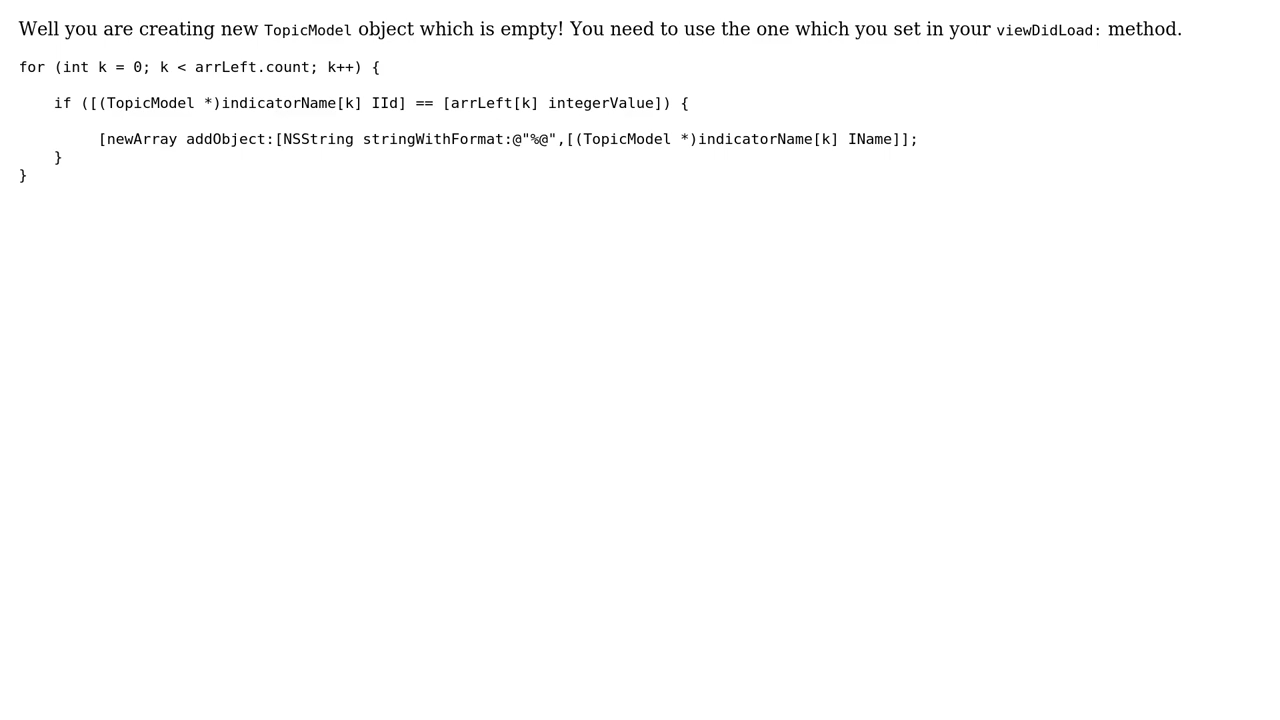 Well you are creating new TopicModel object which is empty! You need to use the one which you set in your viewDidLoad: method.
for (int k = 0; k < arrLeft.count; k++) {
    if ([(TopicModel *)indicatorName[k] IId] == [arrLeft[k] integerValue]) {
         [newArray addObject:[NSString stringWithFormat:@"%@",[(TopicModel *)indicatorName[k] IName]];
    }
}